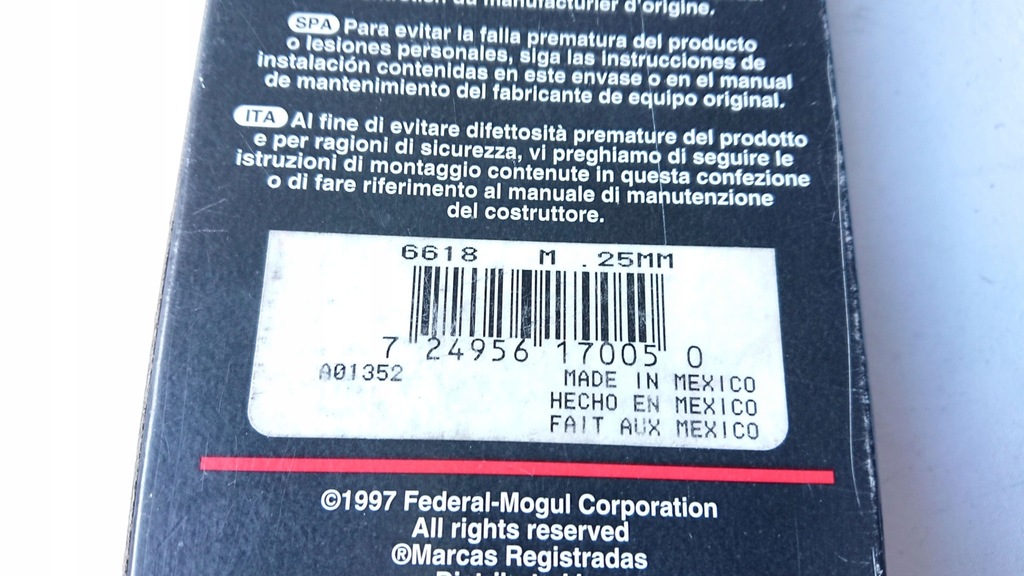 du manufacturier d'origine.
SPA Para evitar la falla prematura del producto
o lesiones personales, siga las instrucciones de
instalación contenidas en este envase o en el manual
de mantenimiento del fabricante de equipo original.
ITA Al fine di evitare difettosità premature del prodotto
e per ragioni di sicurezza, vi preghiamo di seguire le
istruzioni di montaggio contenute in questa confezione
o di fare riferimento al manuale di manutenzione
del costruttore.
6618 M .25MM
7 24956 17005 0
A01352
MADE IN MEXICO
HECHO EN MEXICO
FAIT AUX MEXICO
©1997 Federal-Mogul Corporation
All rights reserved
®Marcas Registradas